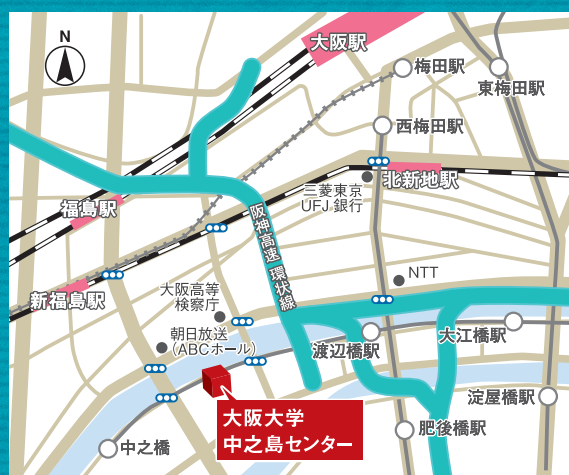 N
大阪駅
梅田駅
東梅田駅
西梅田駅
三菱東京
UFJ 銀行
北新地駅
福島駅
阪神高速 環状線
新福島駅
大阪高等
検察庁
NTT
朝日放送
(ABCホール)
渡辺橋駅
大江橋駅
大阪大学
中之島センター
淀屋橋駅
肥後橋駅
中之橋